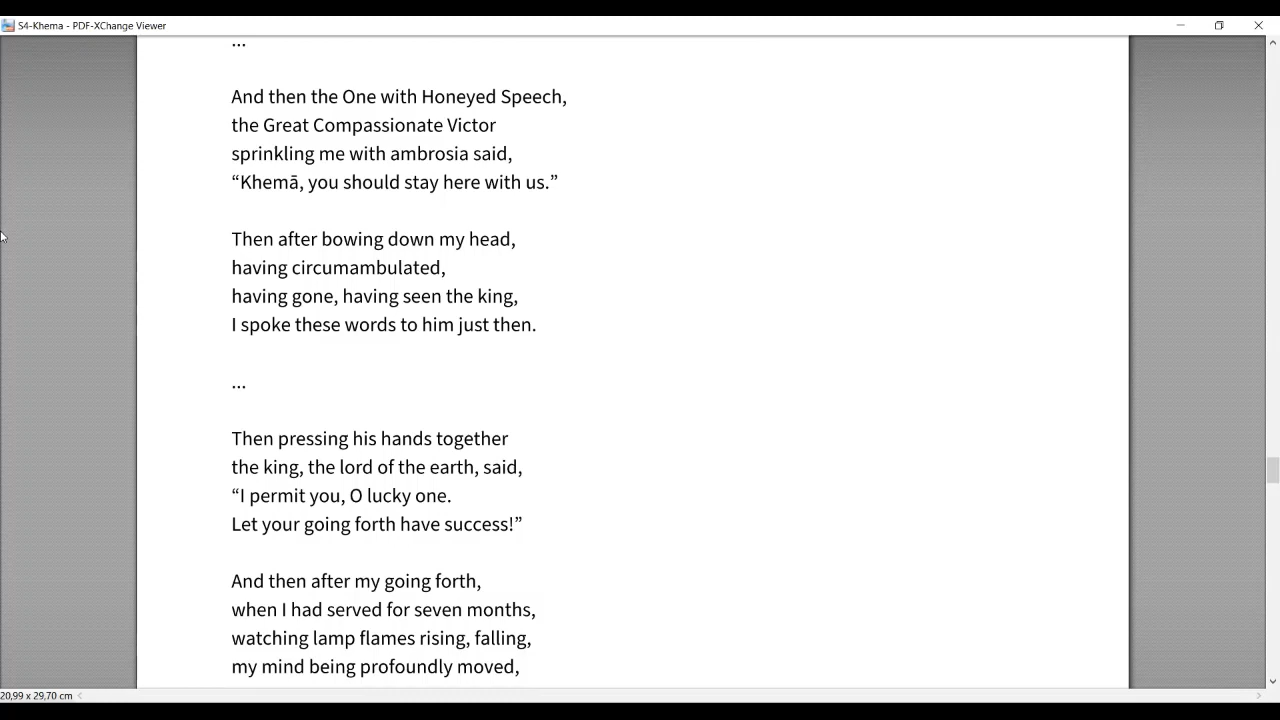 S4-Khema - PDF-XChange Viewer
...
And then the One with Honeyed Speech,
the Great Compassionate Victor
sprinkling me with ambrosia said,
“Khemā, you should stay here with us.”
Then after bowing down my head,
having circumambulated,
having gone, having seen the king,
I spoke these words to him just then.
...
Then pressing his hands together
the king, the lord of the earth, said,
“I permit you, O lucky one.
Let your going forth have success!”
And then after my going forth,
when I had served for seven months,
watching lamp flames rising, falling,
my mind being profoundly moved,
20,99 x 29,70 cm